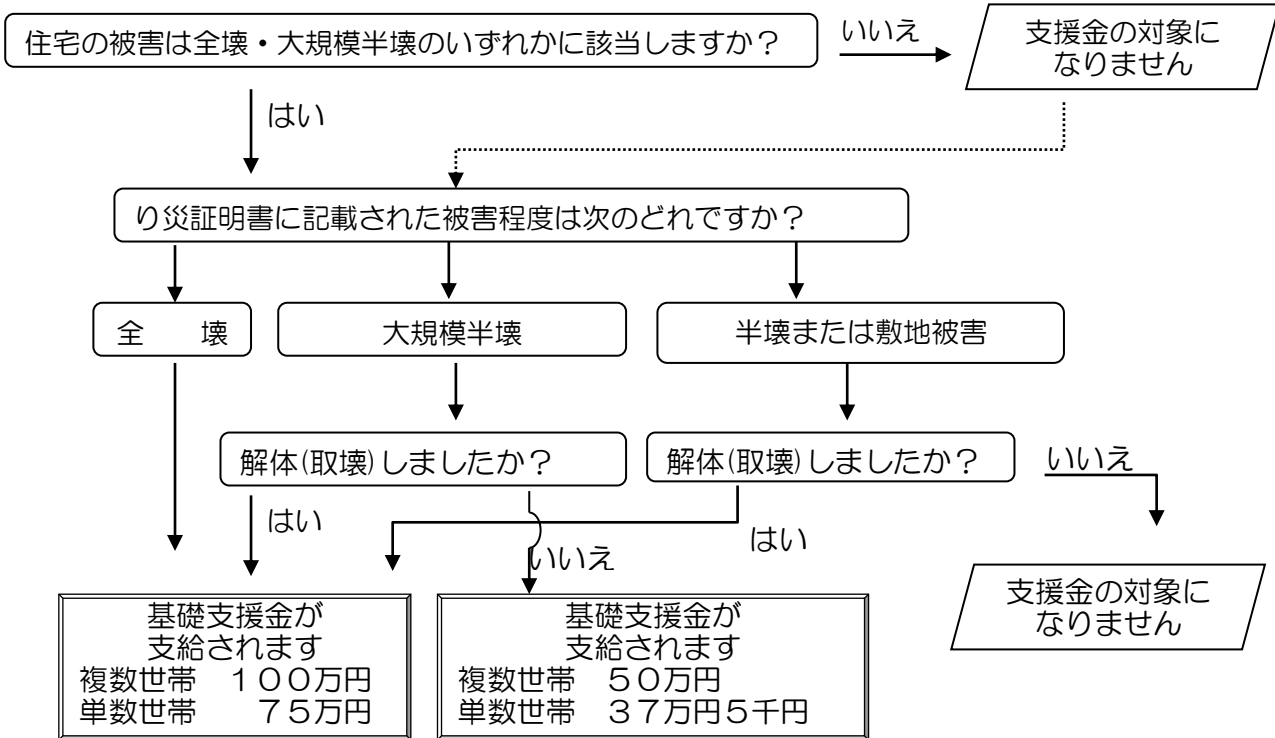 住宅の被害は全壊・大規模半壊のいずれかに該当しますか？
いいえ
支援金の対象に
なりません
はい
り災証明書に記載された被害程度は次のどれですか？
全　　壊
大規模半壊
半壊または敷地被害
解体(取壊)しましたか？
解体(取壊)しましたか？
いいえ
はい
いいえ
はい
支援金の対象に
なりません
基礎支援金が
支給されます
複数世帯　１００万円
単数世帯　　７５万円
基礎支援金が
支給されます
複数世帯　５０万円
単数世帯　３７万円５千円